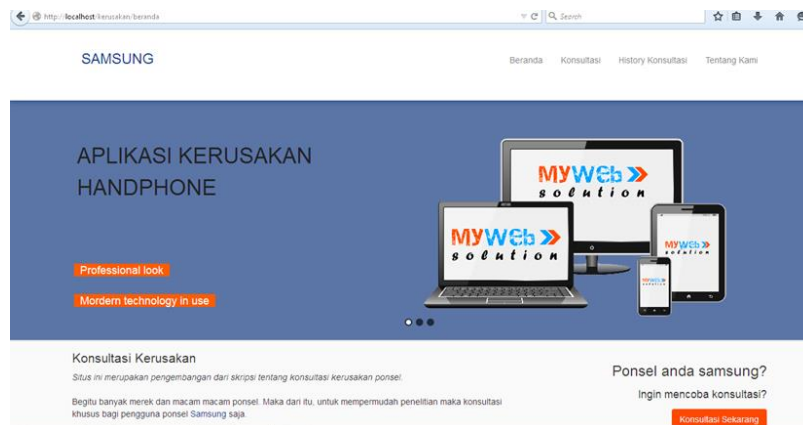 http://localhost/kerusakan/beranda
Search
SAMSUNG
Beranda Konsultasi History Konsultasi Tentang Kami
APLIKASI KERUSAKAN
HANDPHONE
Professional look
Mordern technology in use
MYWEb
solution
MYWEb
solution
MYWEb
solution
MYWEb
solution
Konsultasi Kerusakan
Situs ini merupakan pengembangan dari skripsi tentang konsultasi kerusakan ponsel.
Begitu banyak merek dan macam macam ponsel. Maka dari itu, untuk mempermudah penelitian maka konsultasi
khusus bagi pengguna ponsel Samsung saja.
Ponsel anda samsung?
Ingin mencoba konsultasi?
Konsultasi Sekarang